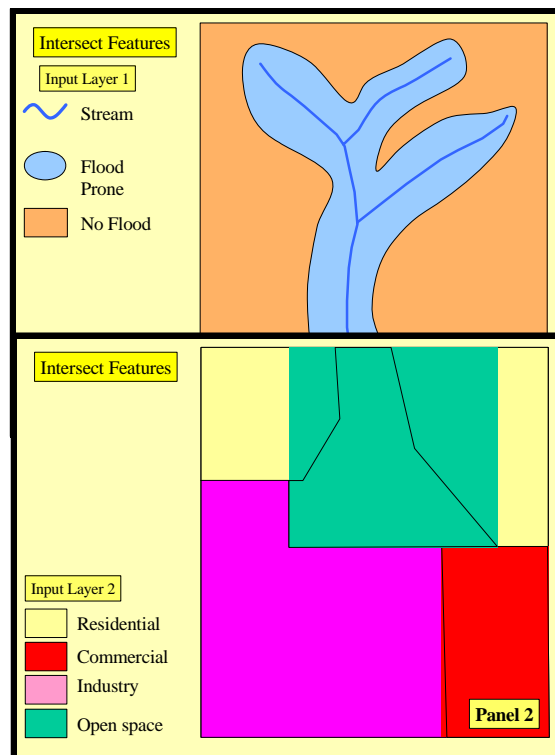 Intersect Features
Input Layer 1
Stream
Flood
Prone
No Flood
Intersect Features
Input Layer 2
Residential
Commercial
Industry
Open space
Panel 2